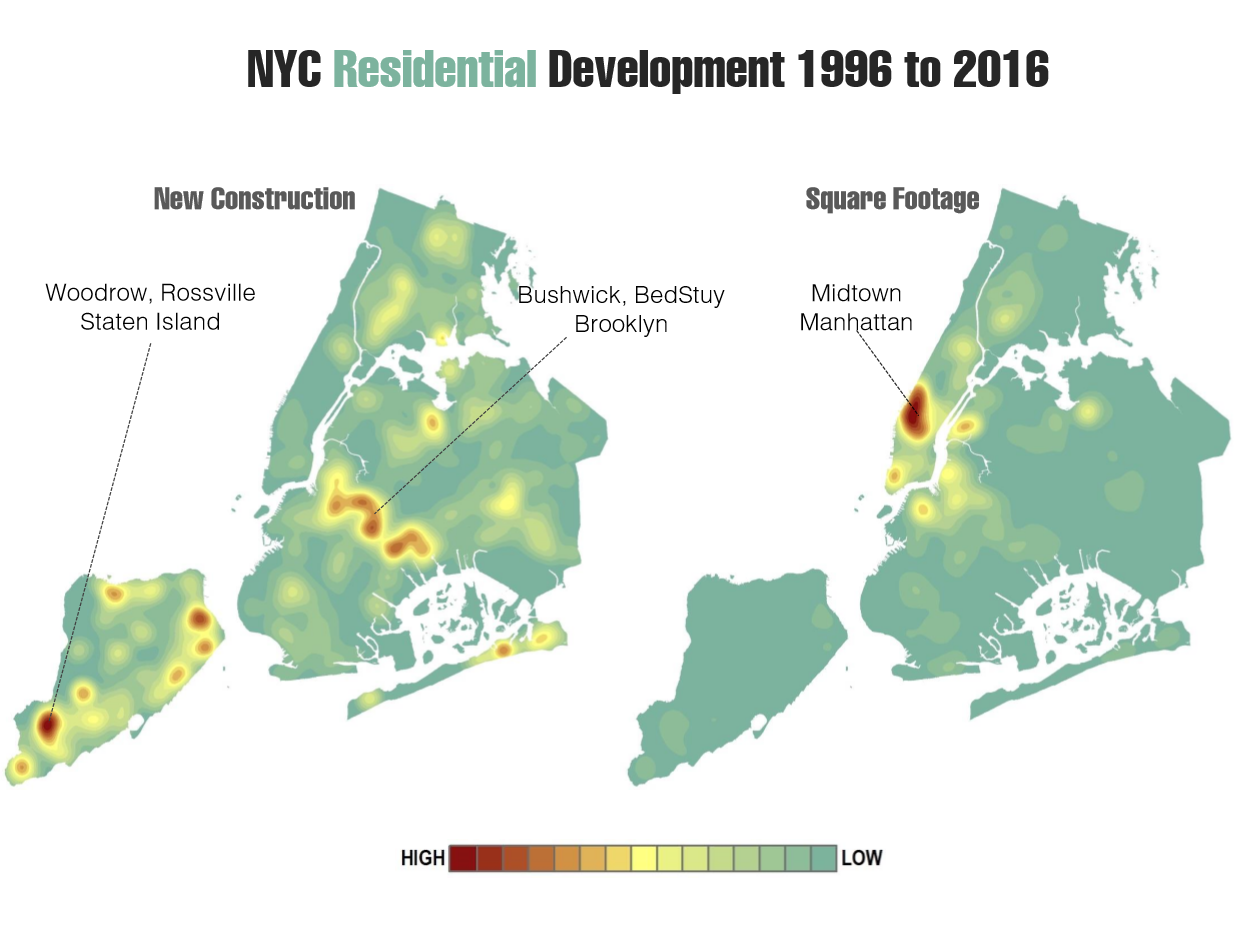 NYC Residential Development 1996 to 2016
New Construction
Square Footage
Woodrow, Rossville
Staten Island
Bushwick, BedStuy
Brooklyn
Midtown
Manhattan
HIGH
LOW